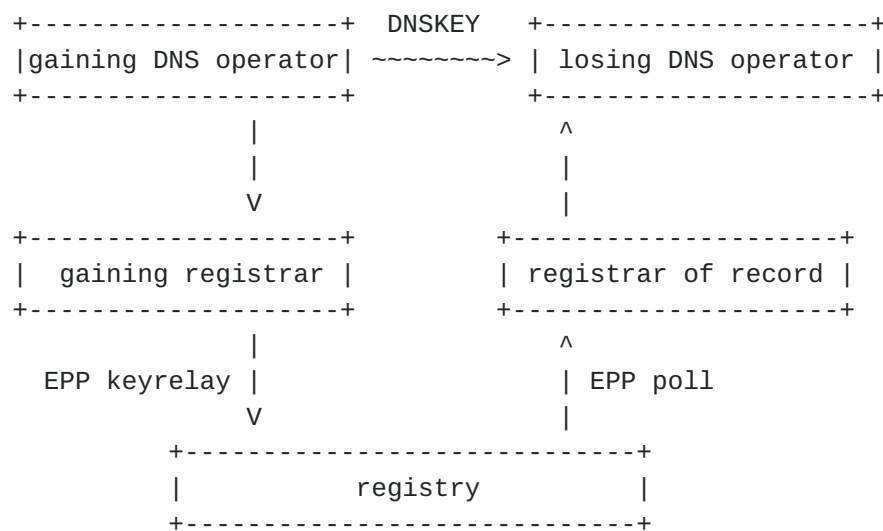 DNSKEY
gaining DNS operator ~~~~~~~~> losing DNS operator
gaining registrar registrar of record
EPP keyrelay EPP poll
registry